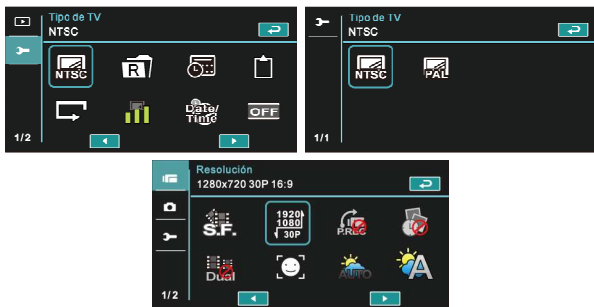 Tipo de TV
NTSC
NTSC
R
Date/
Time
OFF
1/2
Tipo de TV
NTSC
NTSC
PAL
1/1
Resolución
1280x720 30P 16:9
S.F.
1920
1080
30P
P.REC
Dual
AUTO
A
1/2